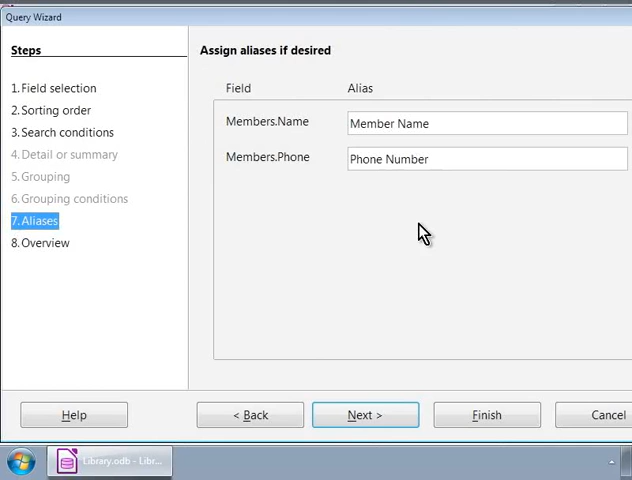 Query Wizard
Steps
1. Field selection
2. Sorting order
3. Search conditions
4. Detail or summary
5. Grouping
6. Grouping conditions
7. Aliases
8. Overview
Assign aliases if desired
Field Alias
Members.Name Member Name
Members.Phone Phone Number
Help < Back Next > Finish Cancel
Library.odb - Libr...